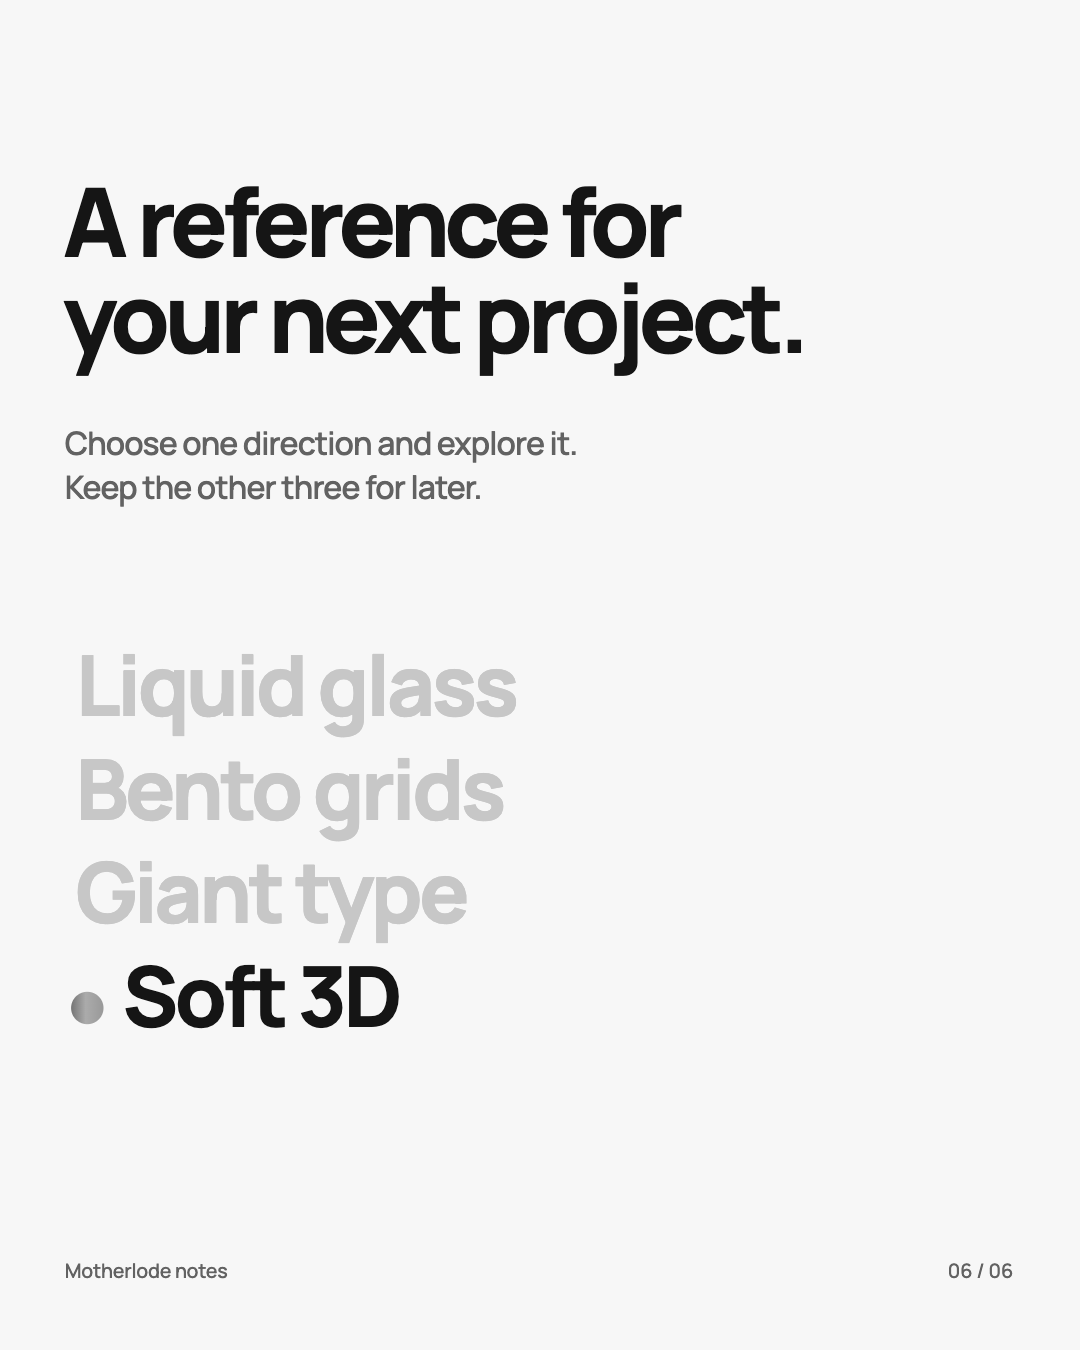 A reference for
your next project.
Choose one direction and explore it.
Keep the other three for later.
Liquid glass
Bento grids
Giant type
Soft 3D
Motherlode notes
06 / 06